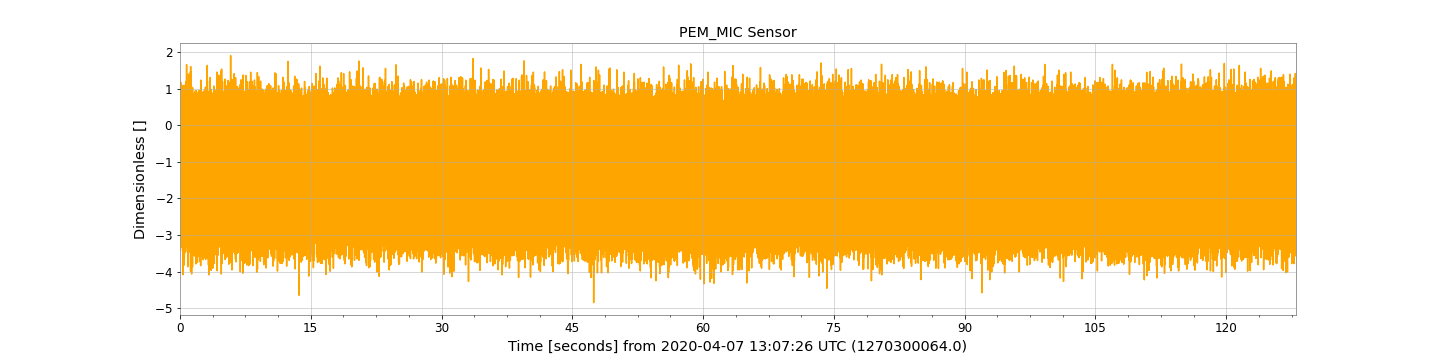 PEM_MIC Sensor
Dimensionless []
2
1
0
−1
−2
−3
−4
−5
0 15 30 45 60 75 90 105 120
Time [seconds] from 2020-04-07 13:07:26 UTC (1270300064.0)